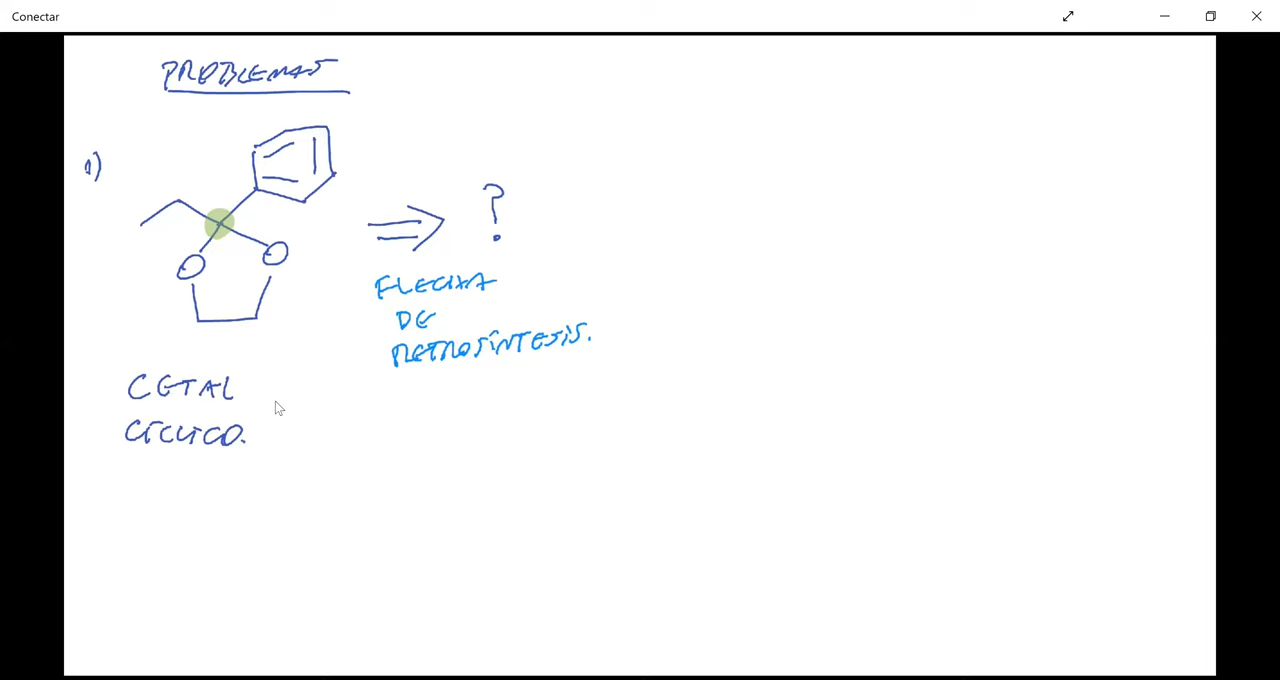 Conectar
PROBLEMAS
1)
O
O
?
FLECHA
DE
RETROSÍNTESIS.
CETAL
CÍCLICO.